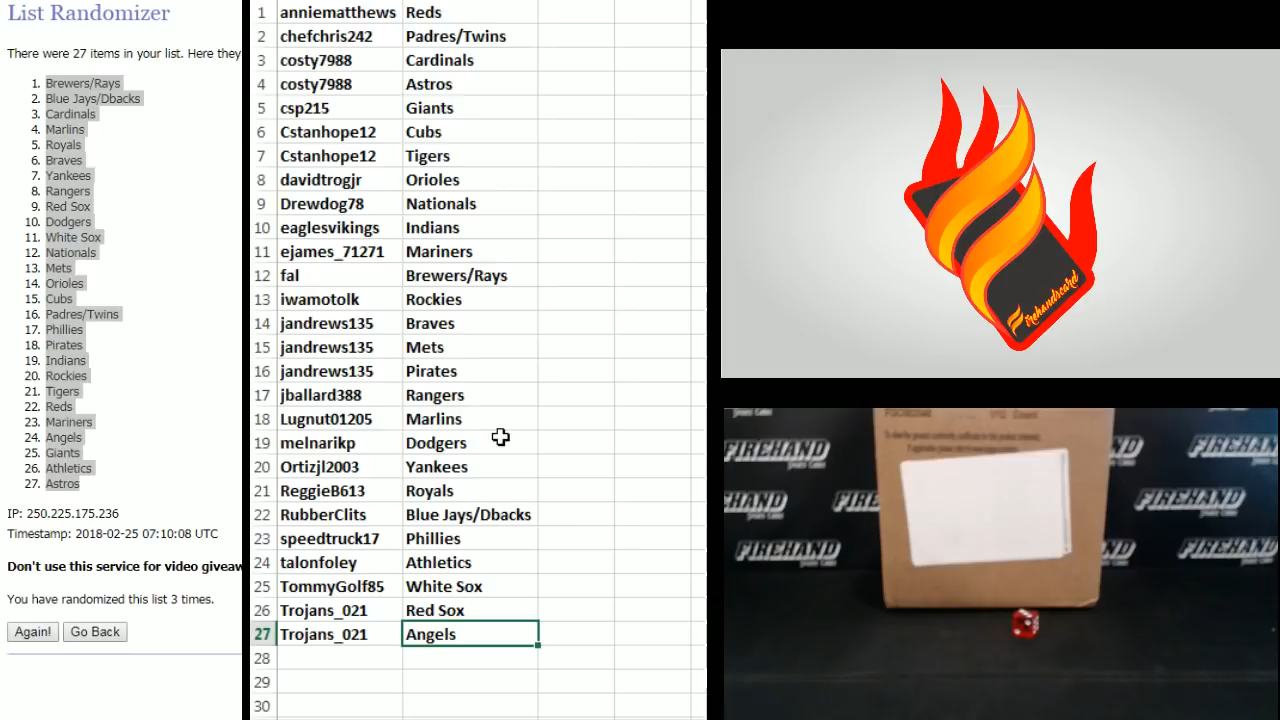 List Randomizer
There were 27 items in your list. Here they
1. Brewers/Rays
2. Blue Jays/Dbacks
3. Cardinals
4. Marlins
5. Royals
6. Braves
7. Yankees
8. Rangers
9. Red Sox
10. Dodgers
11. White Sox
12. Nationals
13. Mets
14. Orioles
15. Cubs
16. Padres/Twins
17. Phillies
18. Pirates
19. Indians
20. Rockies
21. Tigers
22. Reds
23. Mariners
24. Angels
25. Giants
26. Athletics
27. Astros
IP: 250.225.175.236
Timestamp: 2018-02-25 07:10:08 UTC
Don't use this service for video giveaw
You have randomized this list 3 times.
Again! Go Back
1 anniematthews Reds
2 chefchris242 Padres/Twins
3 costy7988 Cardinals
4 costy7988 Astros
5 csp215 Giants
6 Cstanhope12 Cubs
7 Cstanhope12 Tigers
8 davidtrogjr Orioles
9 Drewdog78 Nationals
10 eaglesvikings Indians
11 ejames_71271 Mariners
12 fal Brewers/Rays
13 iwamotolk Rockies
14 jandrews135 Braves
15 jandrews135 Mets
16 jandrews135 Pirates
17 jballard388 Rangers
18 Lugnut01205 Marlins
19 melnarikp Dodgers
20 Ortizjl2003 Yankees
21 ReggieB613 Royals
22 RubberClits Blue Jays/Dbacks
23 speedtruck17 Phillies
24 talonfoley Athletics
25 TommyGolf85 White Sox
26 Trojans_021 Red Sox
27 Trojans_021 Angels
28
29
30
Firehandscard
FIREHAND
FIREHAND
FIREHAND
FIREHAND
FIREHAND